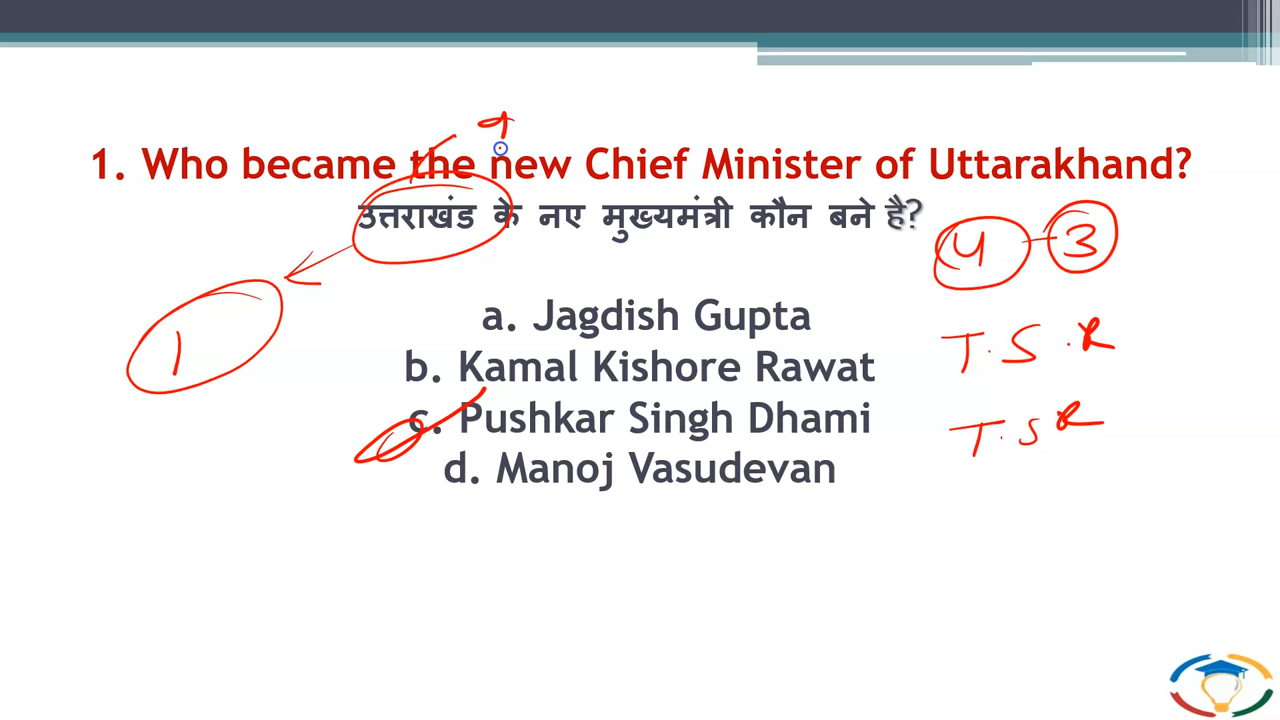 1. Who became the new Chief Minister of Uttarakhand?
उत्तराखंड के नए मुख्यमंत्री कौन बने है?
4 - 3
1
a. Jagdish Gupta
T.S.R
b. Kamal Kishore Rawat
c. Pushkar Singh Dhami
T.S R
d. Manoj Vasudevan